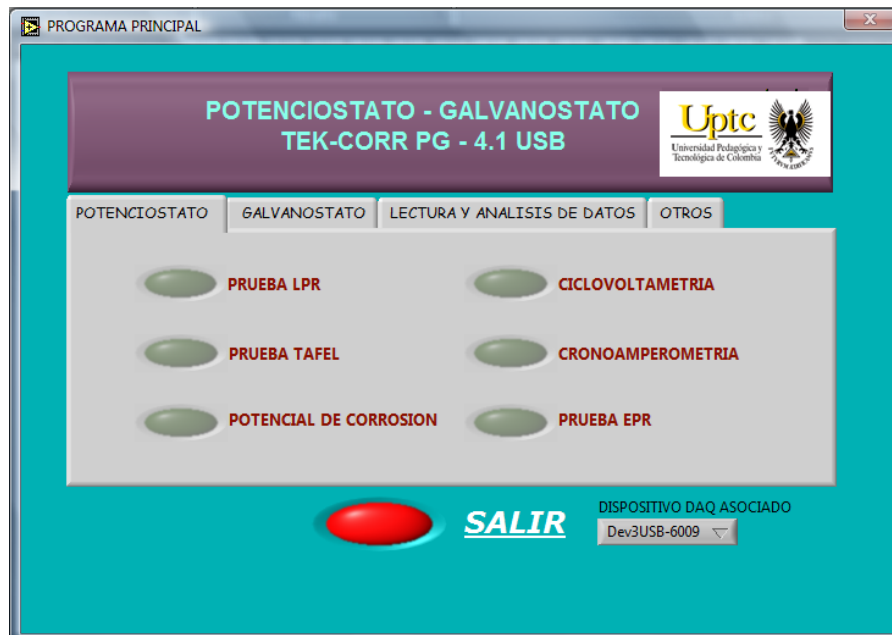 PROGRAMA PRINCIPAL
X
POTENCIOSTATO - GALVANOSTATO
TEK-CORR PG - 4.1 USB
Uptc
Universidad Pedagógica y
Tecnológica de Colombia
POTENCIOSTATO GALVANOSTATO LECTURA Y ANALISIS DE DATOS OTROS
PRUEBA LPR CICLOVOLTAMETRIA
PRUEBA TAFEL CRONOAMPEROMETRIA
POTENCIAL DE CORROSION PRUEBA EPR
SALIR
DISPOSITIVO DAQ ASOCIADO
Dev3USB-6009